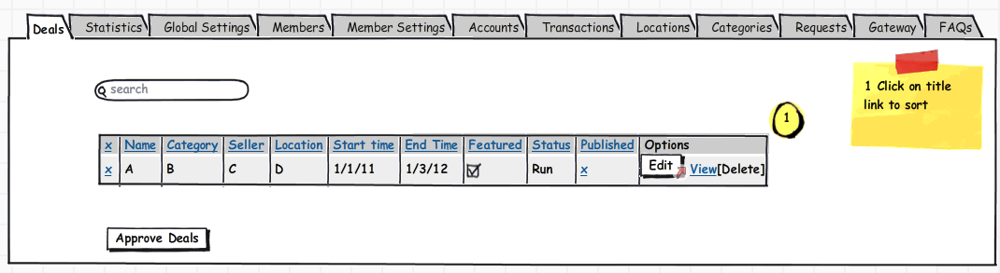 Deals Statistics Global Settings Members Member Settings Accounts Transactions Locations Categories Requests Gateway FAQs
search
1 Click on title
link to sort
1
x Name Category Seller Location Start time End Time Featured Status Published Options
x A B C D 1/1/11 1/3/12 Run x Edit View[Delete]
Approve Deals